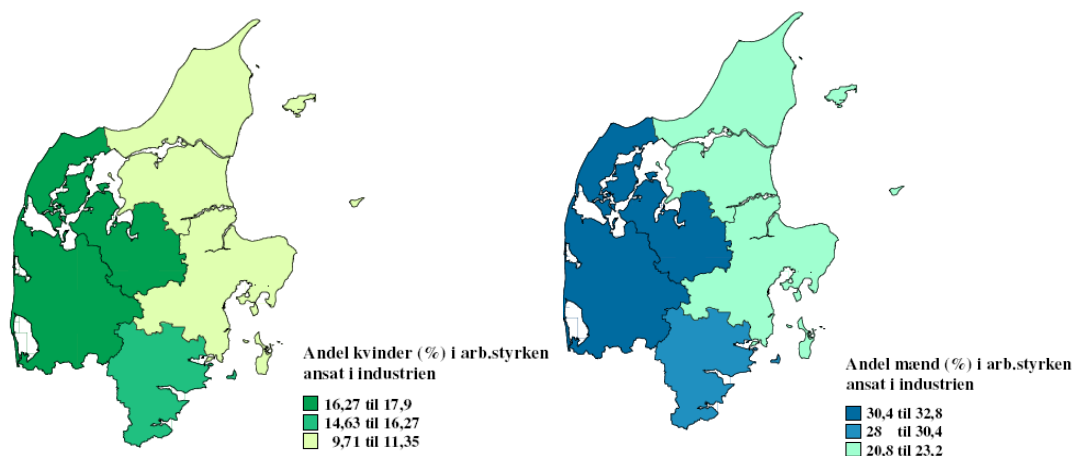 Andel kvinder (%) i arb.styrken
ansat i industrien
16,27 til 17,9
14,63 til 16,27
9,71 til 11,35
Andel mænd (%) i arb.styrken
ansat i industrien
30,4 til 32,8
28 til 30,4
20,8 til 23,2